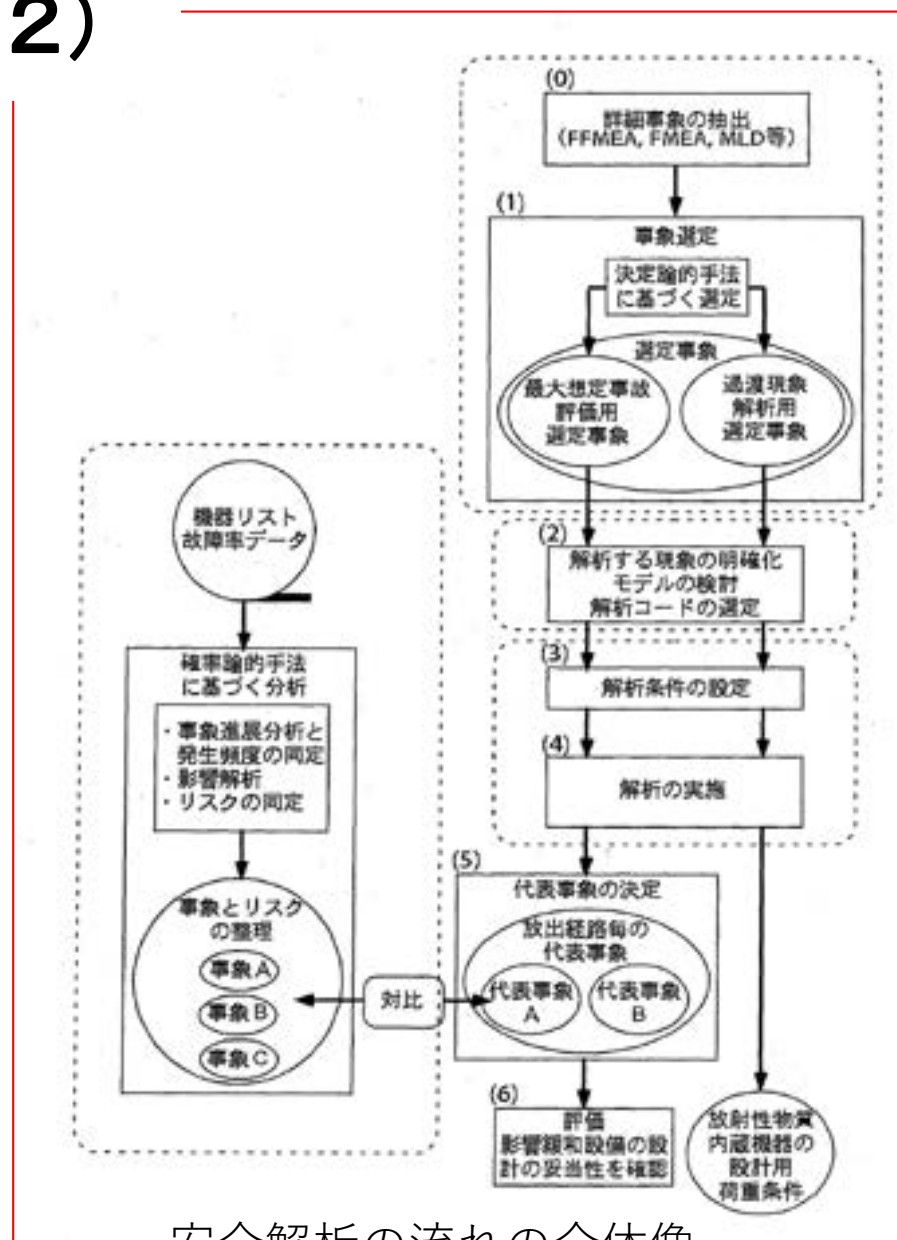 2)
(0)
詳細事象の抽出
(FFMEA, FMEA, MLD等)
(1)
事象選定
決定論的手法
に基づく選定
選定事象
最大想定事故
評価用
選定事象
過渡現象
解析用
選定事象
(2)
解析する現象の明確化
モデルの検討
解析コードの選定
(3)
解析条件の設定
(4)
解析の実施
機器リスト
故障率データ
確率論的手法
に基づく分析
・事象進展分析と
発生頻度の同定
・影響解析
・リスクの同定
事象とリスク
の整理
事象A
事象B
事象C
対比
(5)
代表事象の決定
放出経路毎の
代表事象
代表事象
A
代表事象
B
(6)
評価
影響緩和設備の設
計の妥当性を確認
放射性物質
内蔵機器の
設計用
荷重条件
安全解析の流れの全体像